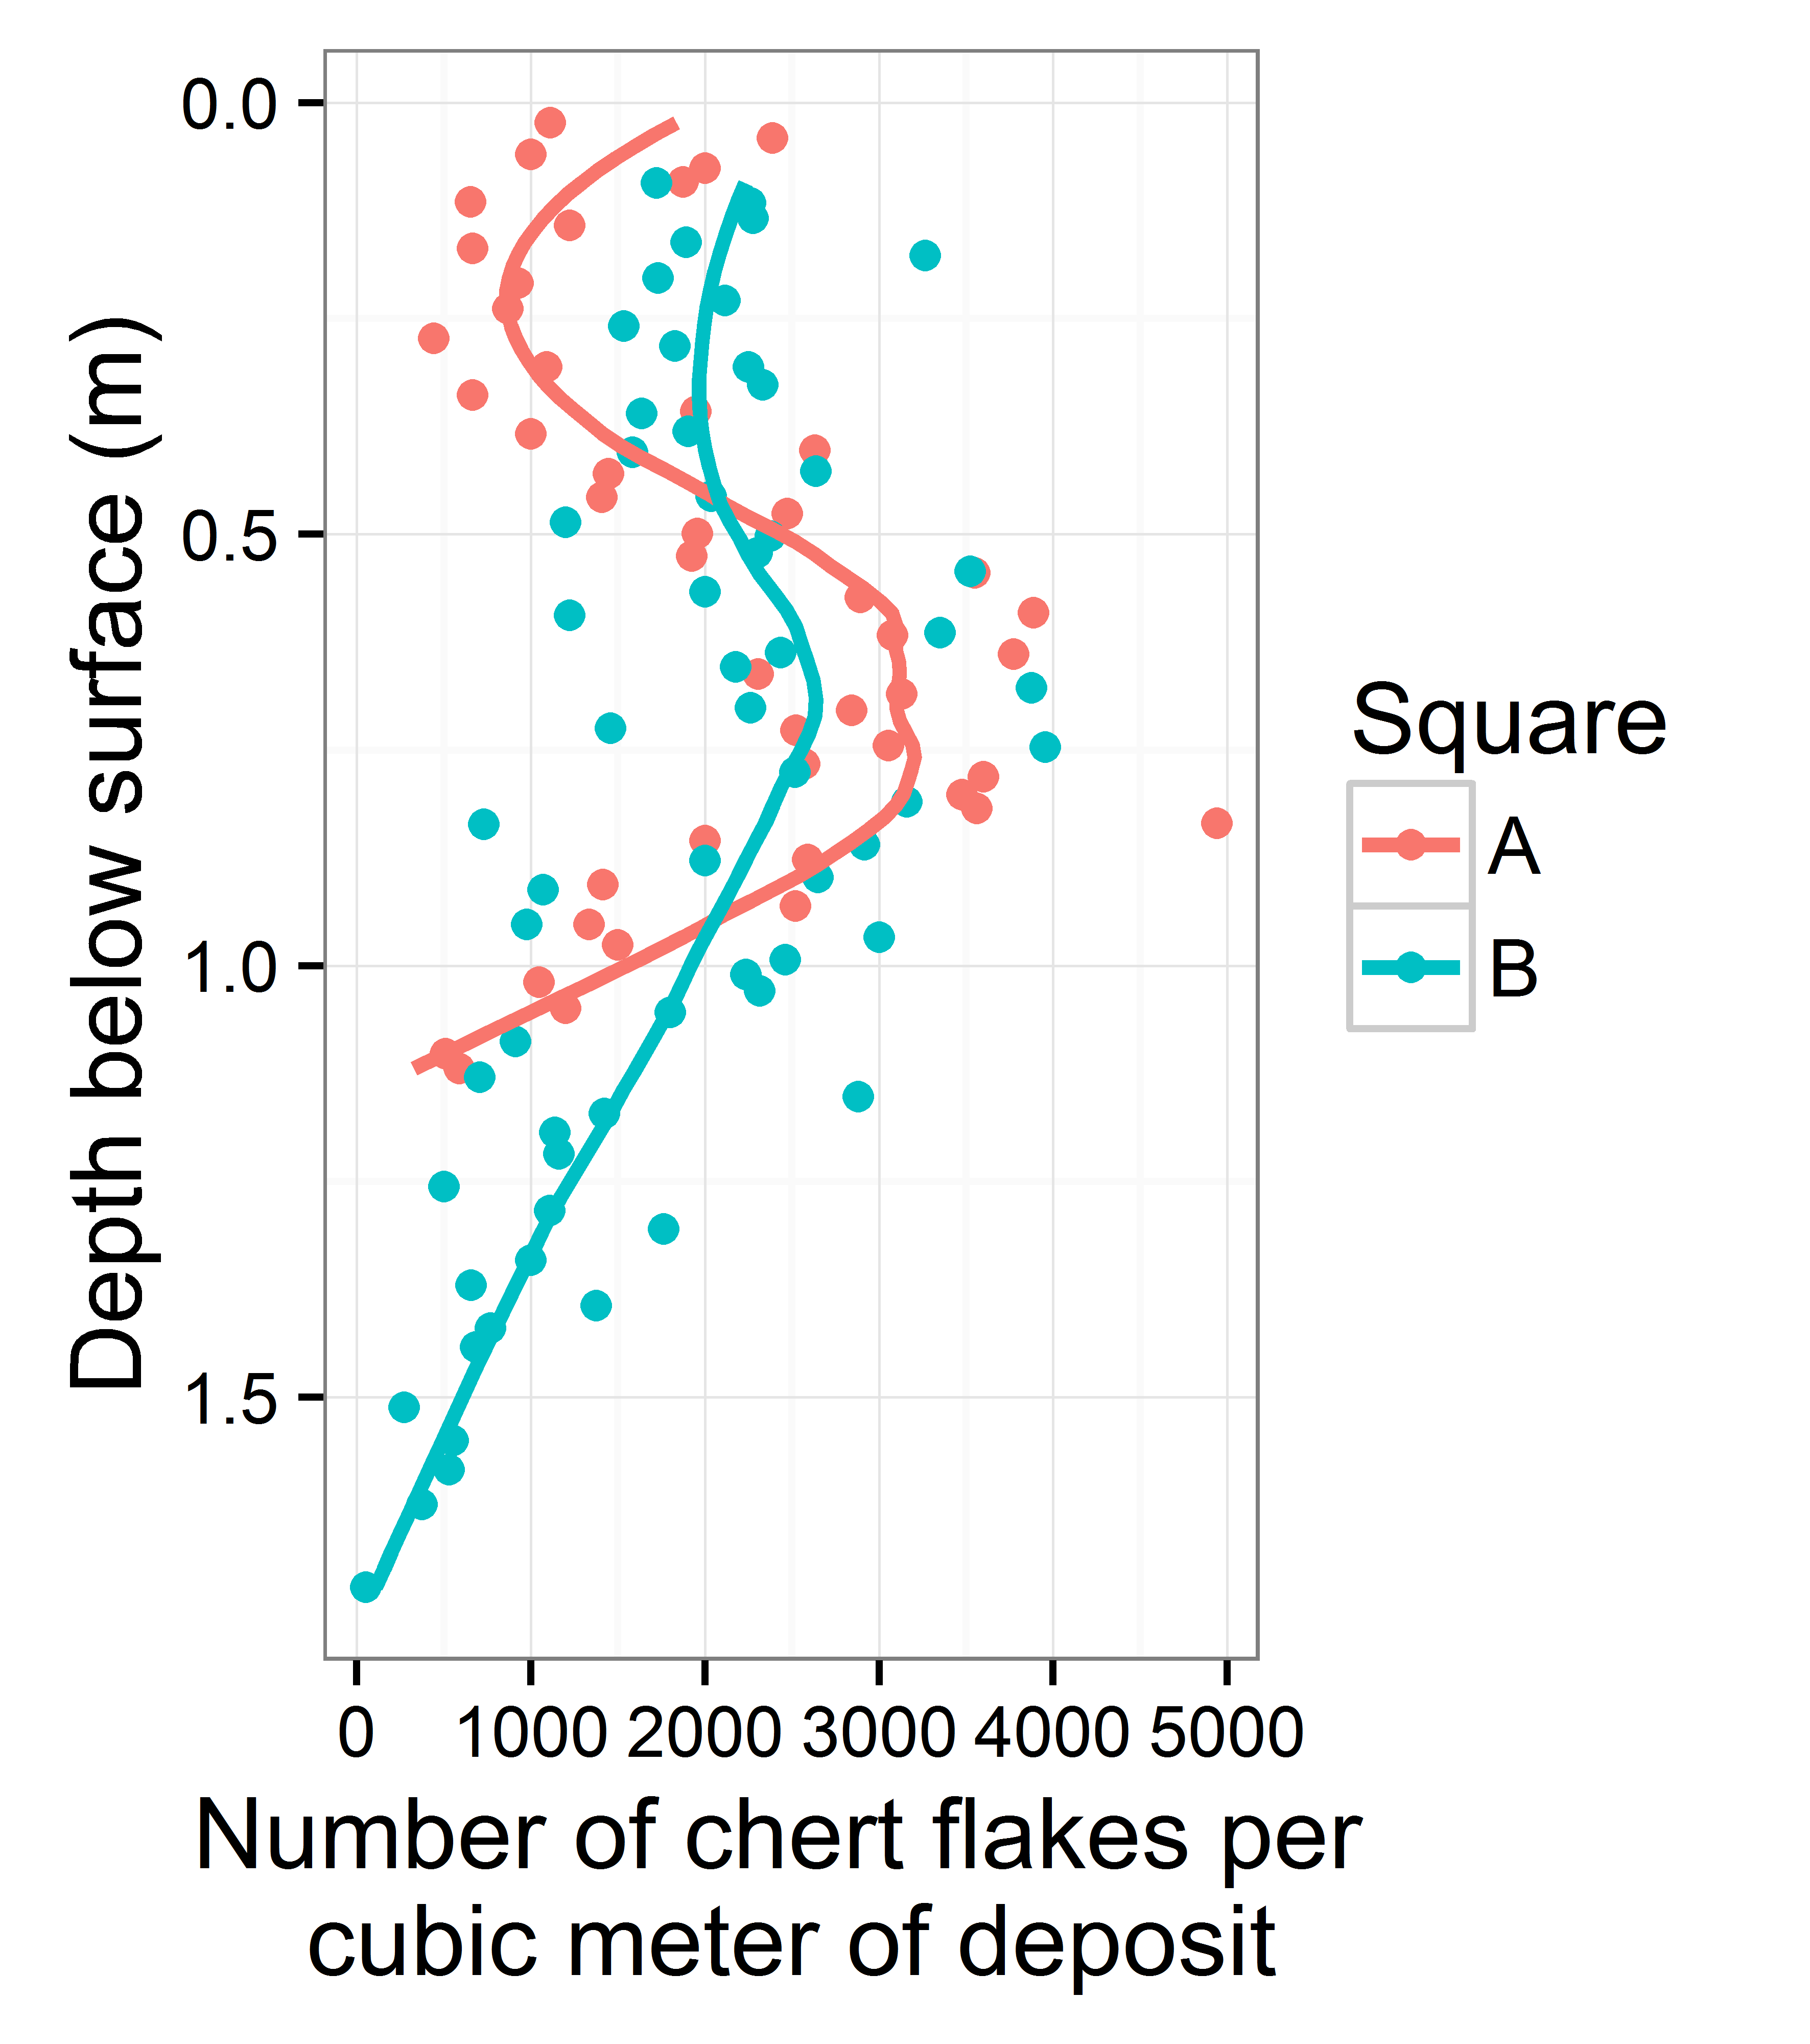 Depth below surface (m)
0.0
0.5
1.0
1.5
0 1000 2000 3000 4000 5000
Number of chert flakes per
cubic meter of deposit
Square
A
B